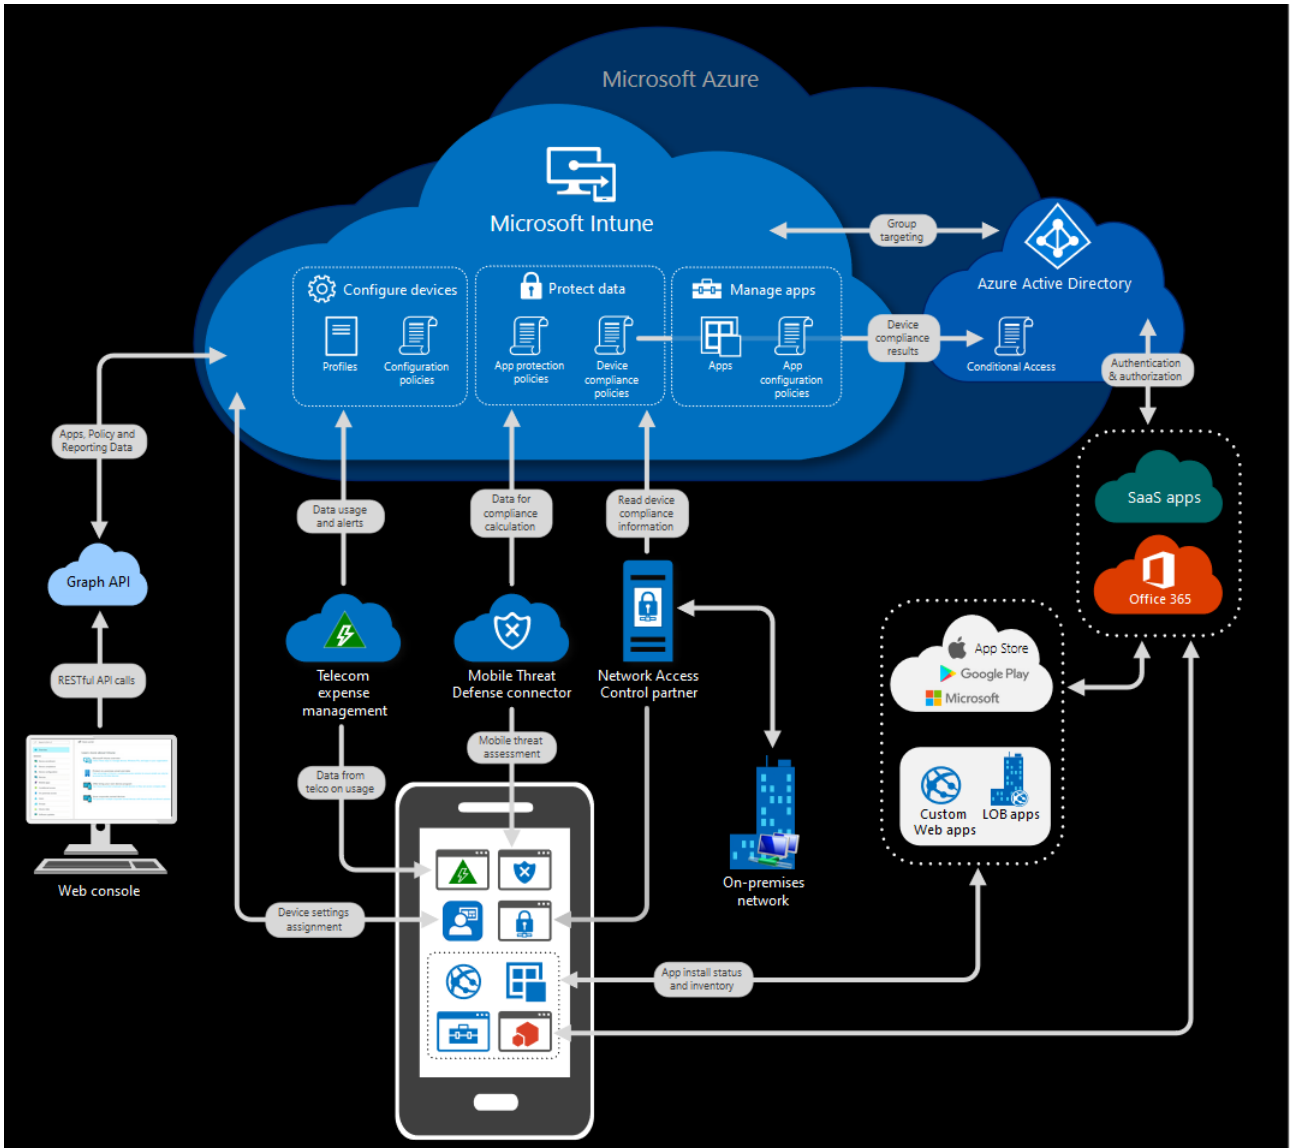 Microsoft Azure
Microsoft Intune
Group
targeting
Azure Active Directory
Configure devices
Protect data
Manage apps
Profiles
Configuration
policies
App protection
policies
Device
compliance
policies
Apps
App
configuration
policies
Device
compliance
results
Conditional Access
Authentication
& authorization
Apps, Policy and
Reporting Data
Data usage
and alerts
Data for
compliance
calculation
Read device
compliance
information
SaaS apps
Office 365
Graph API
RESTful API calls
Telecom
expense
management
Mobile Threat
Defense connector
Network Access
Control partner
App Store
Google Play
Microsoft
Mobile threat
assessment
Data from
telco on usage
Custom
Web apps
LOB apps
Web console
On-premises
network
Device settings
assignment
App install status
and inventory